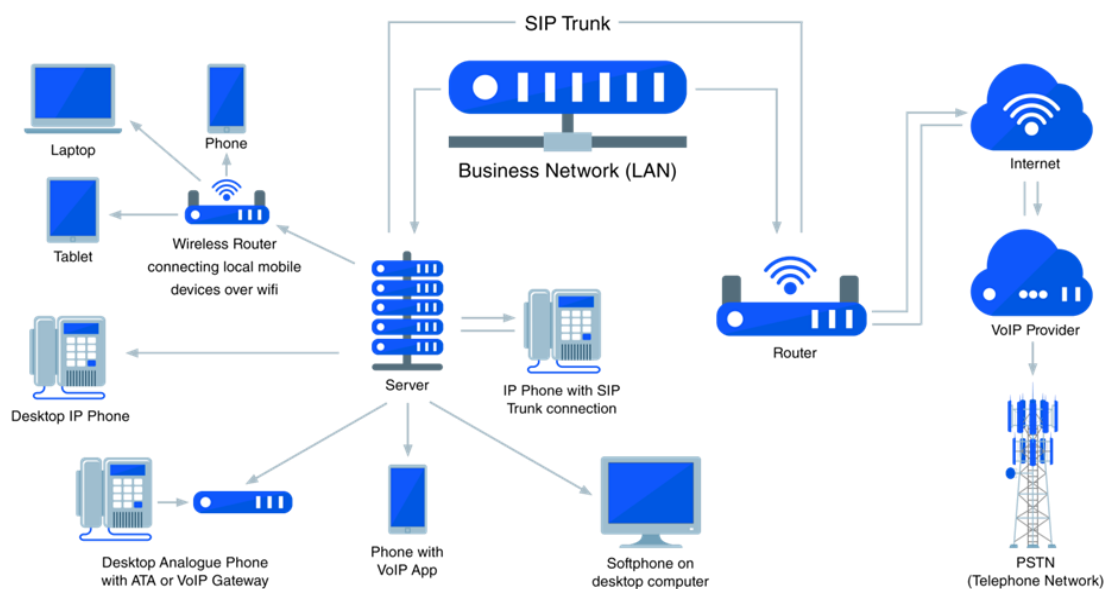 SIP Trunk
Laptop
Phone
Business Network (LAN)
Internet
Tablet
Wireless Router
connecting local mobile
devices over wifi
VoIP Provider
Router
Server
IP Phone with SIP
Trunk connection
Desktop IP Phone
Desktop Analogue Phone
with ATA or VoIP Gateway
Phone with
VoIP App
Softphone on
desktop computer
PSTN
(Telephone Network)